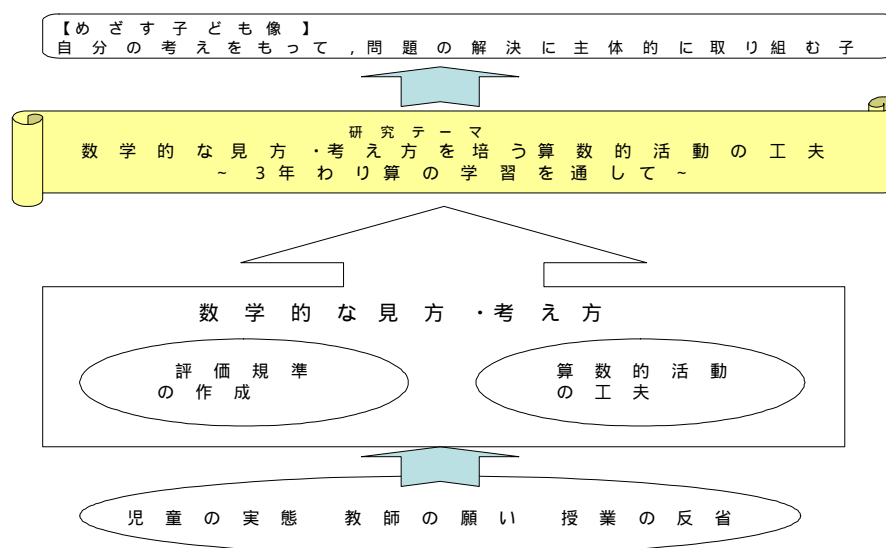 【めざす子ども像】
自分の考えをもって,問題の解決に主体的に取り組む子
研究テーマ
数学的な見方・考え方を培う算数的活動の工夫
~ 3年わり算の学習を通して ~
数学的な見方・考え方
評価規準
の作成
算数的活動
の工夫
児童の実態 教師の願い 授業の反省